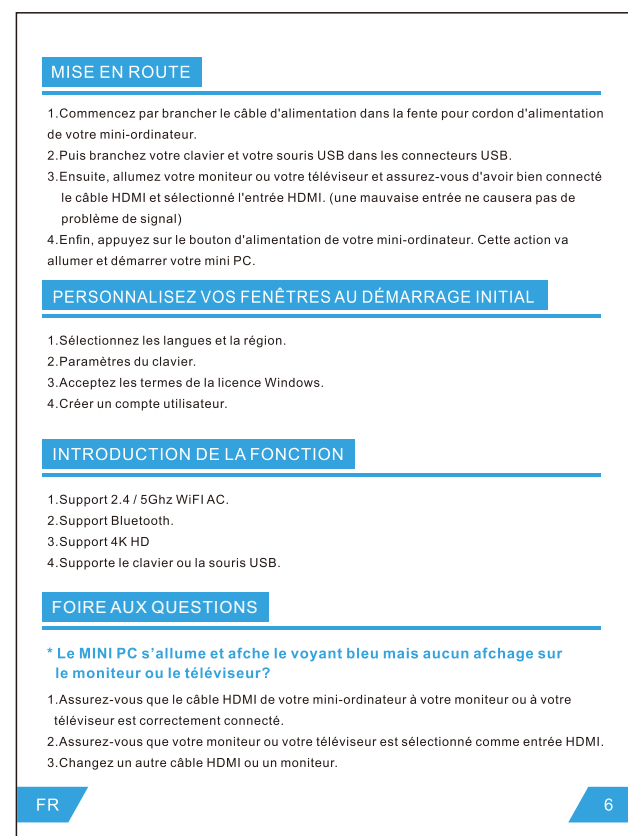 MISE EN ROUTE
1.Commencez par brancher le câble d'alimentation dans la fente pour cordon d'alimentation
de votre mini-ordinateur.
2.Puis branchez votre clavier et votre souris USB dans les connecteurs USB.
3.Ensuite, allumez votre moniteur ou votre téléviseur et assurez-vous d'avoir bien connecté
le câble HDMI et sélectionné l'entrée HDMI. (une mauvaise entrée ne causera pas de
problème de signal)
4.Enfin, appuyez sur le bouton d'alimentation de votre mini-ordinateur. Cette action va
allumer et démarrer votre mini PC.
PERSONNALISEZ VOS FENÊTRES AU DÉMARRAGE INITIAL
1.Sélectionnez les langues et la région.
2.Paramètres du clavier.
3.Acceptez les termes de la licence Windows.
4.Créer un compte utilisateur.
INTRODUCTION DE LA FONCTION
1.Support 2.4 / 5Ghz WiFI AC.
2.Support Bluetooth.
3.Support 4K HD
4.Supporte le clavier ou la souris USB.
FOIRE AUX QUESTIONS
* Le MINI PC s’allume et afche le voyant bleu mais aucun afchage sur
le moniteur ou le téléviseur?
1.Assurez-vous que le câble HDMI de votre mini-ordinateur à votre moniteur ou à votre
téléviseur est correctement connecté.
2.Assurez-vous que votre moniteur ou votre téléviseur est sélectionné comme entrée HDMI.
3.Changez un autre câble HDMI ou un moniteur.
FR
6